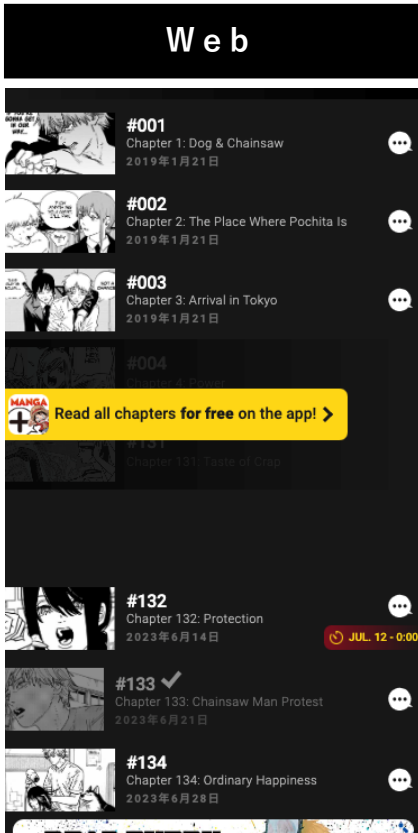 Web
#001
Chapter 1: Dog & Chainsaw
2019年1月21日
#002
Chapter 2: The Place Where Pochita Is
2019年1月21日
#003
Chapter 3: Arrival in Tokyo
2019年1月21日
#004
Chapter 4: Power
MANGA
Read all chapters for free on the app!
#131
Chapter 131: Taste of Crap
#132
Chapter 132: Protection
2023年6月14日
JUL. 12 - 0:00
#133
Chapter 133: Chainsaw Man Protest
2023年6月21日
#134
Chapter 134: Ordinary Happiness
2023年6月28日